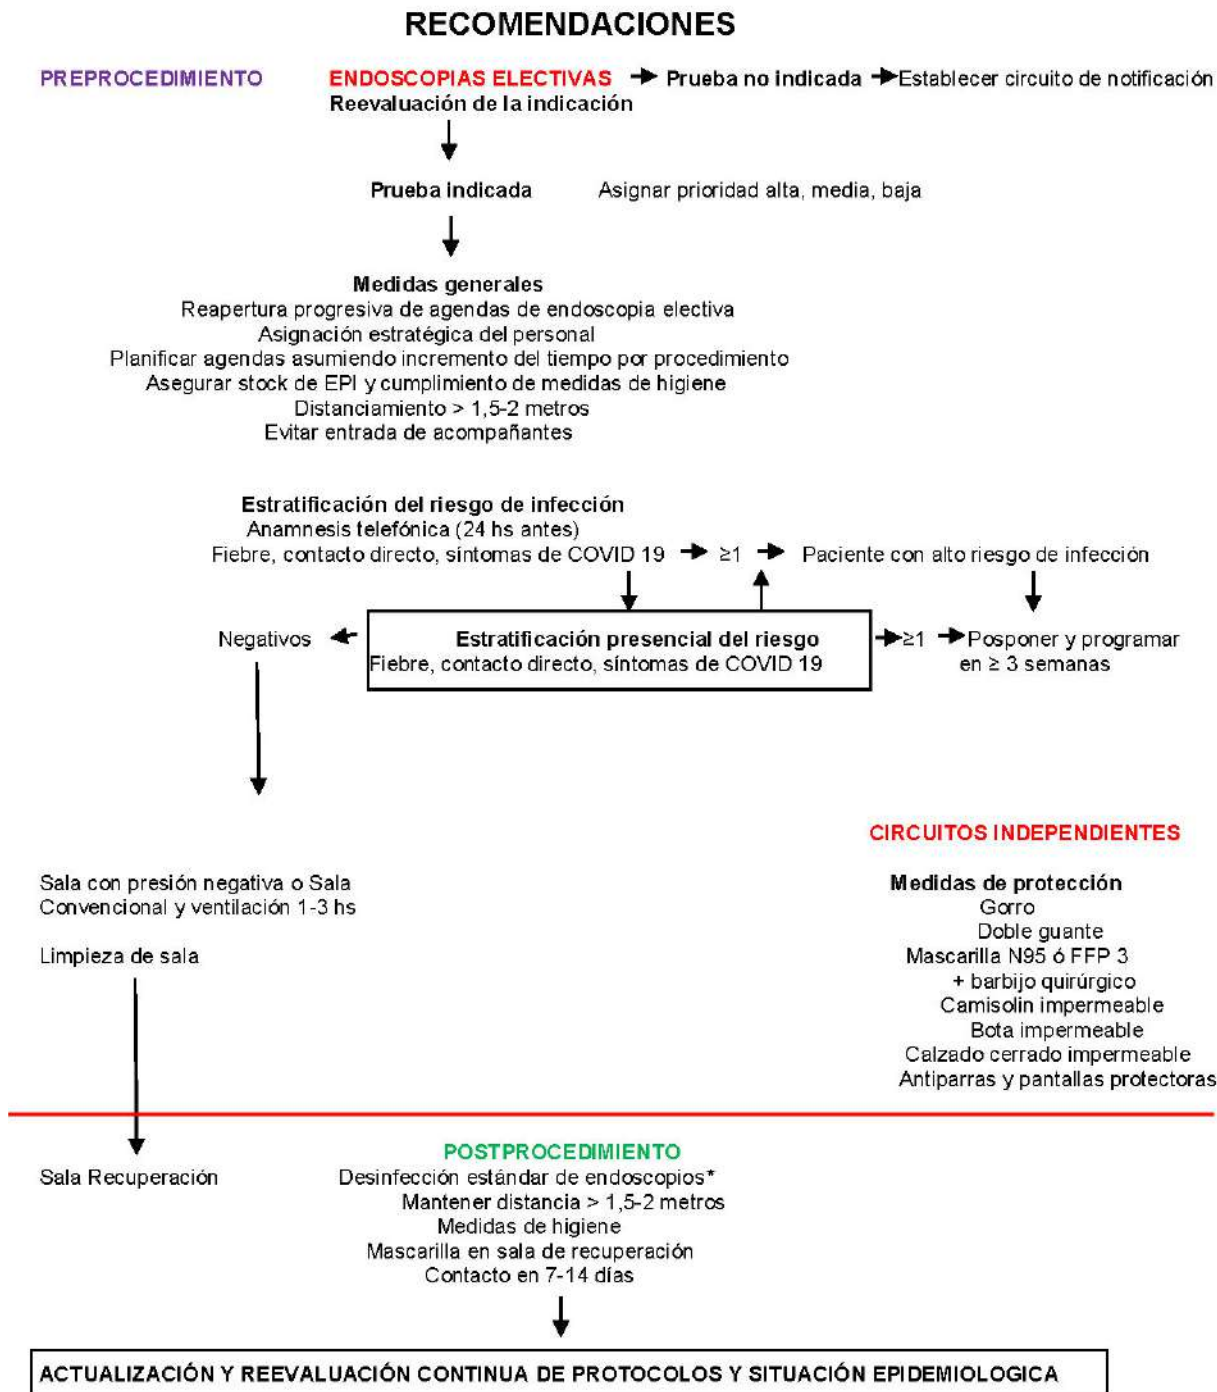 RECOMENDACIONES
PREPROCEDIMIENTO
ENDOSCOPIAS ELECTIVAS
Prueba no indicada
Establecer circuito de notificación
Reevaluación de la indicación
Prueba indicada
Asignar prioridad alta, media, baja
Medidas generales
Reapertura progresiva de agendas de endoscopia electiva
Asignación estratégica del personal
Planificar agendas asumiendo incremento del tiempo por procedimiento
Asegurar stock de EPI y cumplimiento de medidas de higiene
Distanciamiento > 1,5-2 metros
Evitar entrada de acompañantes
Estratificación del riesgo de infección
Anamnesis telefónica (24 hs antes)
Fiebre, contacto directo, síntomas de COVID 19
≥1
Paciente con alto riesgo de infección
Negativos
Estratificación presencial del riesgo
Fiebre, contacto directo, síntomas de COVID 19
≥1
Posponer y programar
en ≥ 3 semanas
CIRCUITOS INDEPENDIENTES
Sala con presión negativa o Sala
Convencional y ventilación 1-3 hs
Limpieza de sala
Medidas de protección
Gorro
Doble guante
Mascarilla N95 ó FFP 3
+ barbijo quirúrgico
Camisolin impermeable
Bota impermeable
Calzado cerrado impermeable
Antiparras y pantallas protectoras
Sala Recuperación
POSTPROCEDIMIENTO
Desinfección estándar de endoscopios*
Mantener distancia > 1,5-2 metros
Medidas de higiene
Mascarilla en sala de recuperación
Contacto en 7-14 días
ACTUALIZACIÓN Y REEVALUACIÓN CONTINUA DE PROTOCOLOS Y SITUACIÓN EPIDEMIOLOGICA